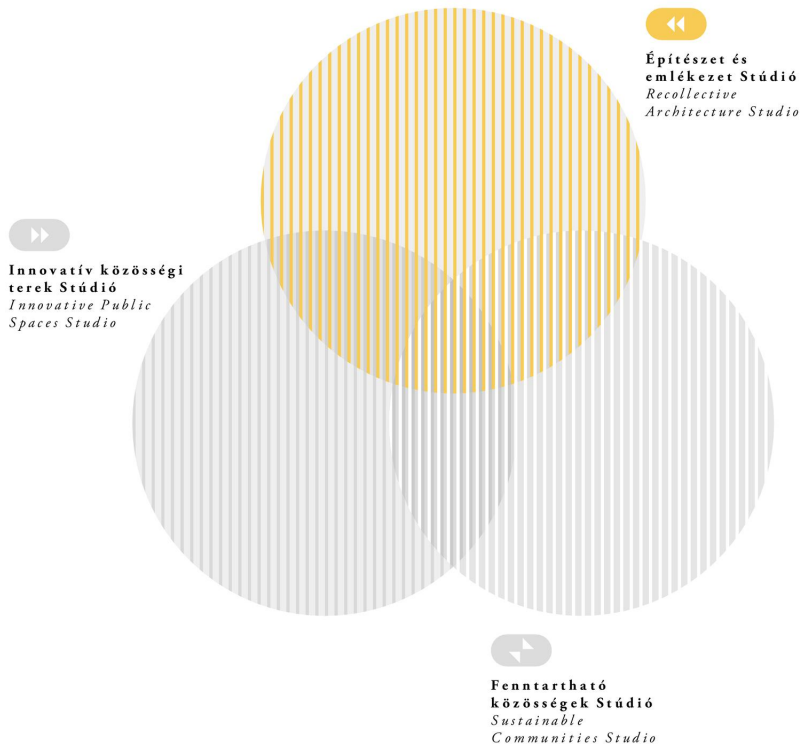 Építészet és
emlékezet Stúdió
Recollective
Architecture Studio
Innovatív közösségi
terek Stúdió
Innovative Public
Spaces Studio
Fenntartható
közösségek Stúdió
Sustainable
Communities Studio